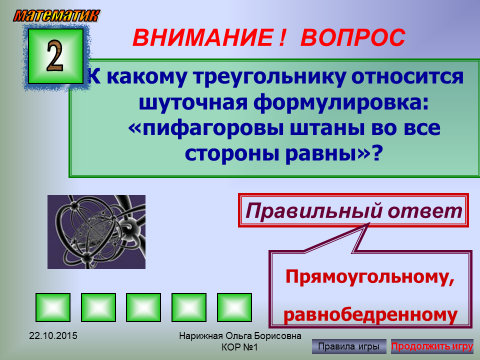 математик
2
ВНИМАНИЕ ! ВОПРОС
К какому треугольнику относится
шуточная формулировка:
«пифагоровы штаны во все
стороны равны»?
Правильный ответ
Прямоугольному,
равнобедренному
22.10.2015
Нарижная Ольга Борисовна
КОР №1
Правила игры
Продолжить игру